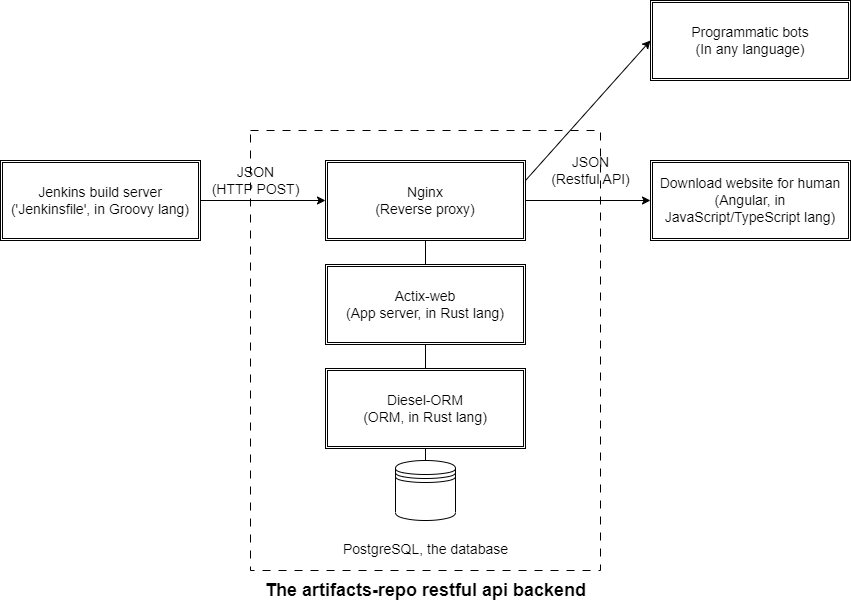 Programmatic bots
(In any language)
JSON
(HTTP POST)
JSON
(Restful API)
Jenkins build server
('Jenkinsfile', in Groovy lang)
Nginx
(Reverse proxy)
Download website for human
(Angular, in
JavaScript/TypeScript lang)
Actix-web
(App server, in Rust lang)
Diesel-ORM
(ORM, in Rust lang)
PostgreSQL, the database
The artifacts-repo restful api backend